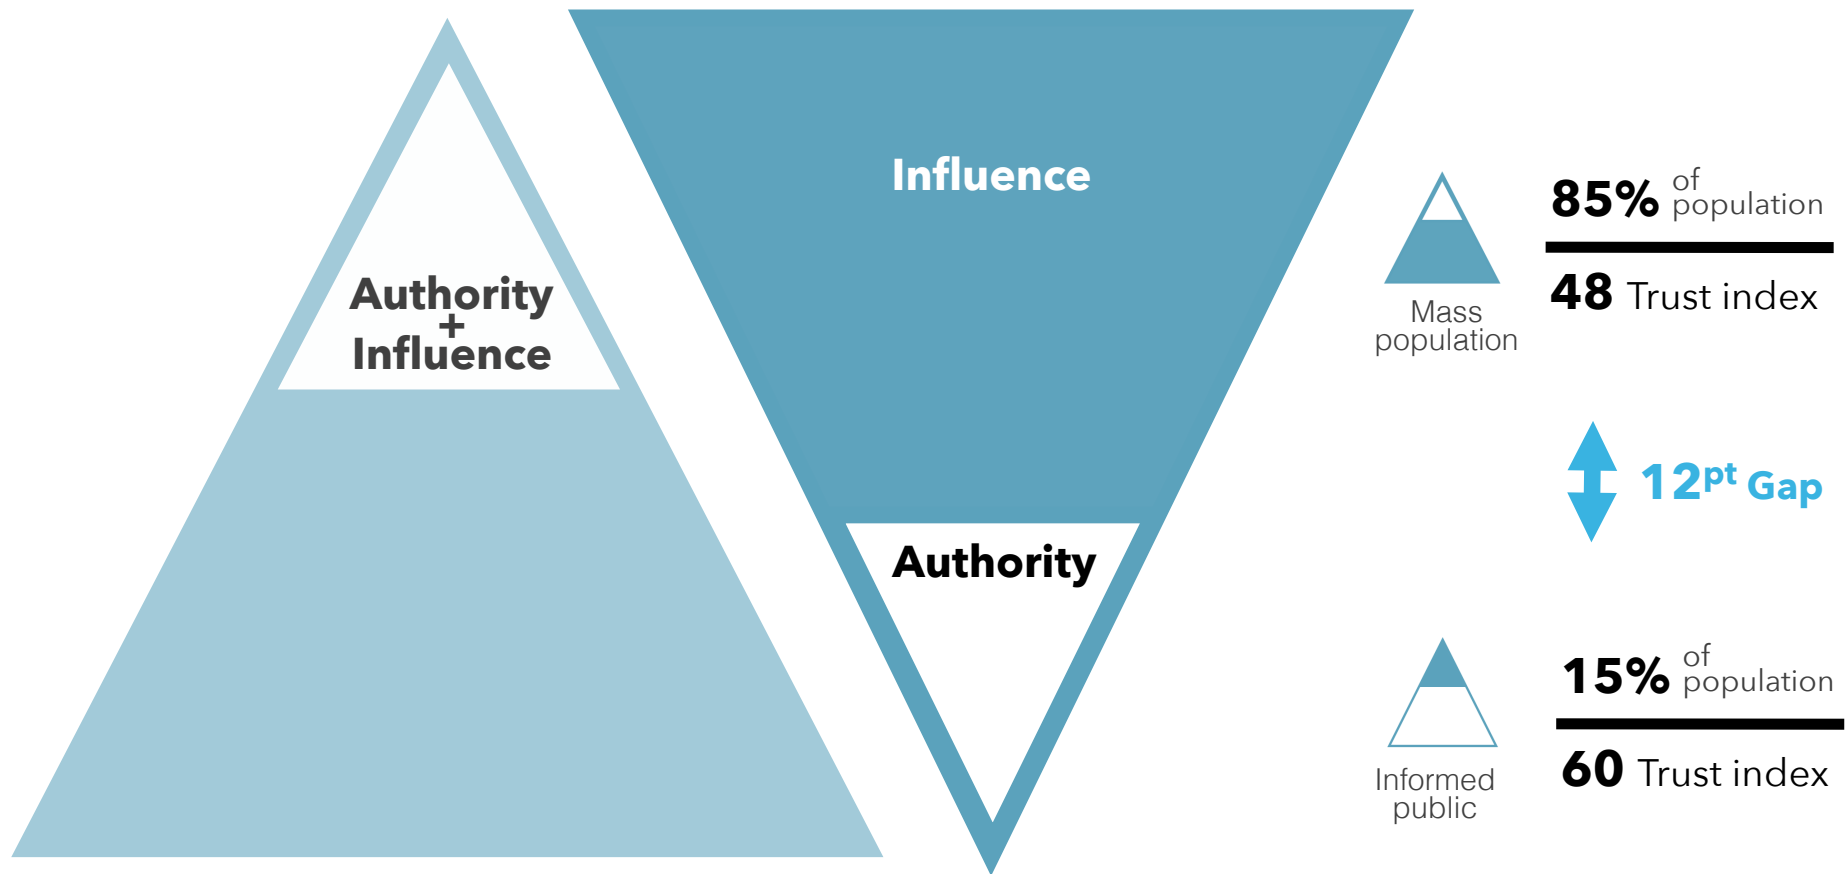 Authority
+
Influence
Influence
Authority
Mass
population
85% of
population
48 Trust index
12pt Gap
Informed
public
15% of
population
60 Trust index